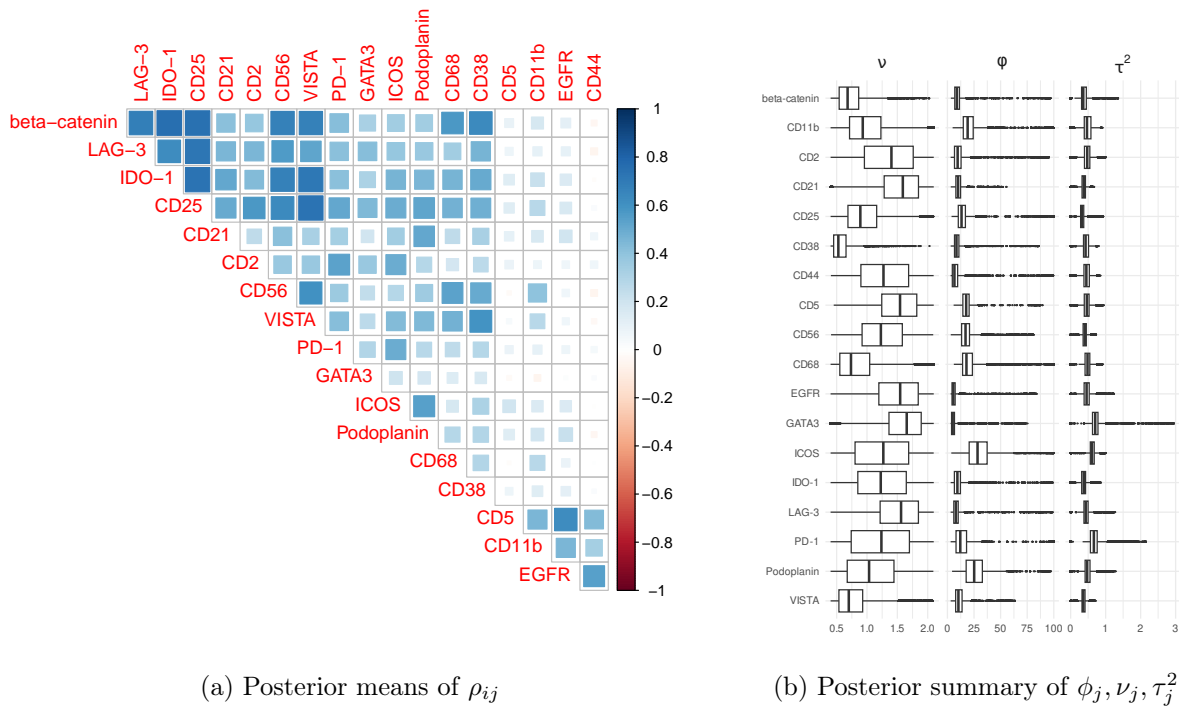 LAG−3 IDO−1 CD25 CD21 CD2 CD56 VISTA PD−1 GATA3 ICOS Podoplanin CD68 CD38 CD5 CD11b EGFR CD44
beta−catenin
LAG−3
IDO−1
CD25
CD21
CD2
CD56
VISTA
PD−1
GATA3
ICOS
Podoplanin
CD68
CD38
CD5
CD11b
EGFR
1
0.8
0.6
0.4
0.2
0
−0.2
−0.4
−0.6
−0.8
−1
(a) Posterior means of ρij
ν φ τ2
beta-catenin
CD11b
CD2
CD21
CD25
CD38
CD44
CD5
CD56
CD68
EGFR
GATA3
ICOS
IDO-1
LAG-3
PD-1
Podoplanin
VISTA
0.5 1.0 1.5 2.0 0 25 50 75 100 0 1 2 3
(b) Posterior summary of ϕj, νj, τj2